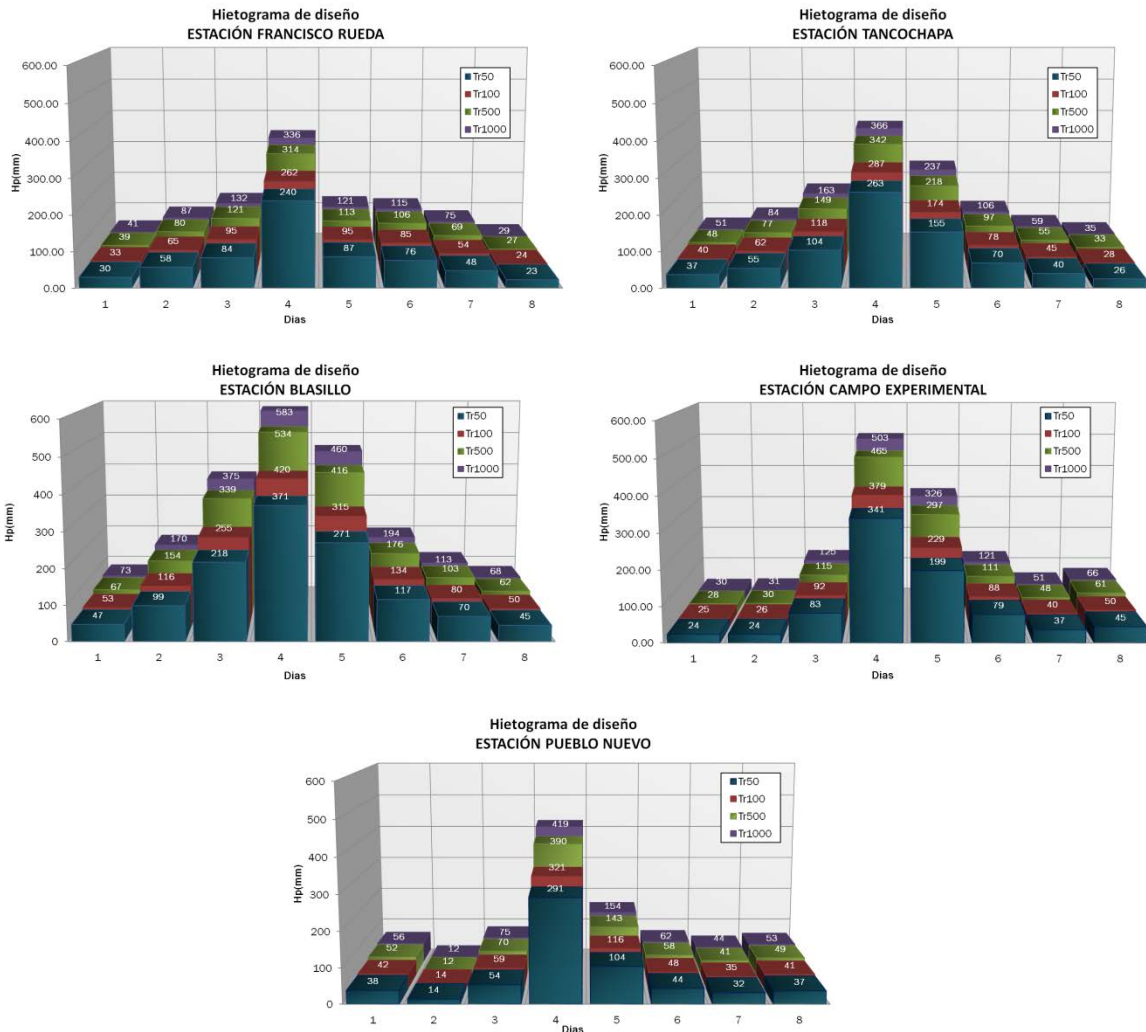 Hietograma de diseño
ESTACIÓN FRANCISCO RUEDA
600.00
500.00
400.00
300.00
200.00
100.00
0.00
Hp(mm)
Tr50
Tr100
Tr500
Tr1000
41 87 132 336 121 115 75 29
39 80 121 314 113 106 69 27
33 65 95 262 95 85 54 24
30 58 84 240 87 76 48 23
1 2 3 4 5 6 7 8
Dias
Hietograma de diseño
ESTACIÓN TANCOCHAPA
600.00
500.00
400.00
300.00
200.00
100.00
0.00
Hp(mm)
Tr50
Tr100
Tr500
Tr1000
51 84 163 366 237 106 59 35
48 77 149 342 218 97 55 33
40 62 118 287 174 78 45 28
37 55 104 263 155 70 40 26
1 2 3 4 5 6 7 8
Dias
Hietograma de diseño
ESTACIÓN BLASILLO
600
500
400
300
200
100
0
Hp(mm)
Tr50
Tr100
Tr500
Tr1000
73 170 375 583 460 194 113 68
67 154 339 534 416 176 103 62
53 116 255 420 315 134 80 50
47 99 218 371 271 117 70 45
1 2 3 4 5 6 7 8
Dias
Hietograma de diseño
ESTACIÓN CAMPO EXPERIMENTAL
600.00
500.00
400.00
300.00
200.00
100.00
0.00
Hp(mm)
Tr50
Tr100
Tr500
Tr1000
30 31 125 503 326 121 51 66
28 30 115 465 297 111 48 61
25 26 92 379 229 88 40 50
24 24 83 341 199 79 37 45
1 2 3 4 5 6 7 8
Dias
Hietograma de diseño
ESTACIÓN PUEBLO NUEVO
600
500
400
300
200
100
0
Hp(mm)
Tr50
Tr100
Tr500
Tr1000
56 12 75 419 154 62 44 53
52 12 70 390 143 58 41 49
42 14 59 321 116 48 35 41
38 14 54 291 104 44 32 37
1 2 3 4 5 6 7 8
Dias